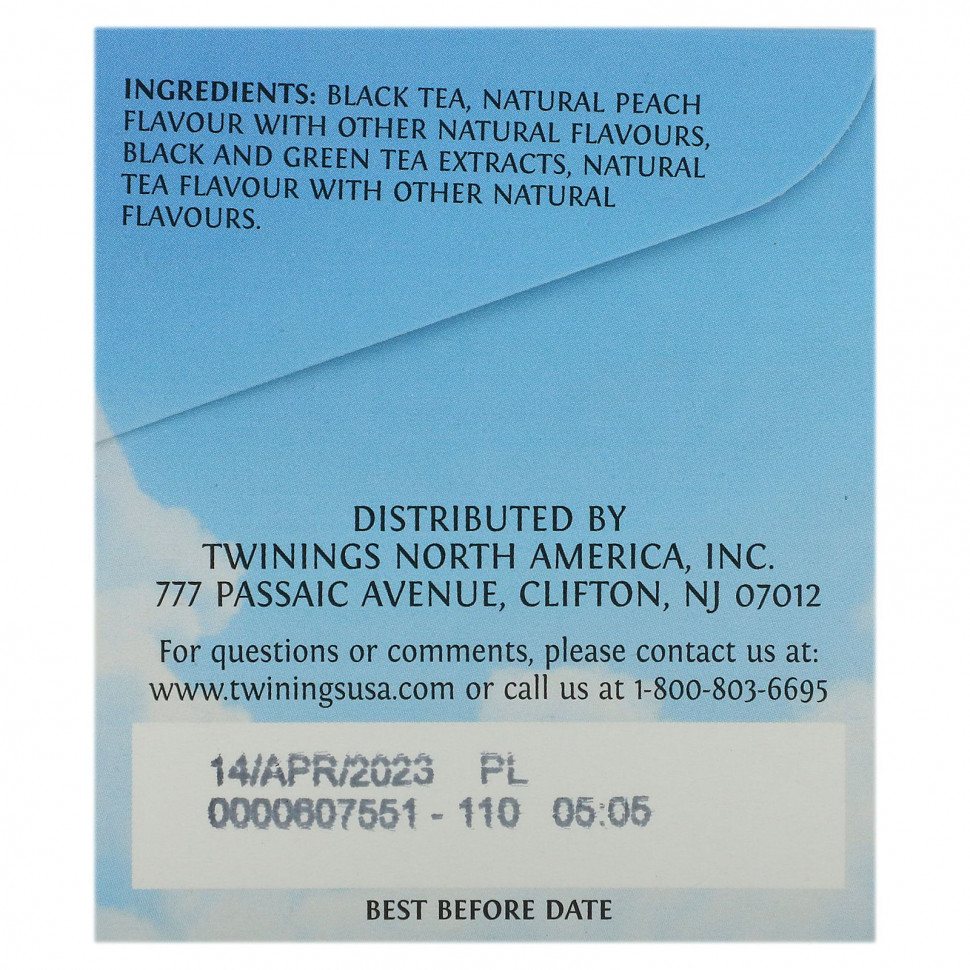 INGREDIENTS: BLACK TEA, NATURAL PEACH
FLAVOUR WITH OTHER NATURAL FLAVOURS,
BLACK AND GREEN TEA EXTRACTS, NATURAL
TEA FLAVOUR WITH OTHER NATURAL
FLAVOURS.
DISTRIBUTED BY
TWININGS NORTH AMERICA, INC.
777 PASSAIC AVENUE, CLIFTON, NJ 07012
For questions or comments, please contact us at:
www.twiningsusa.com or call us at 1-800-803-6695
14/APR/2023 PL
0000607551 - 110 05:05
BEST BEFORE DATE